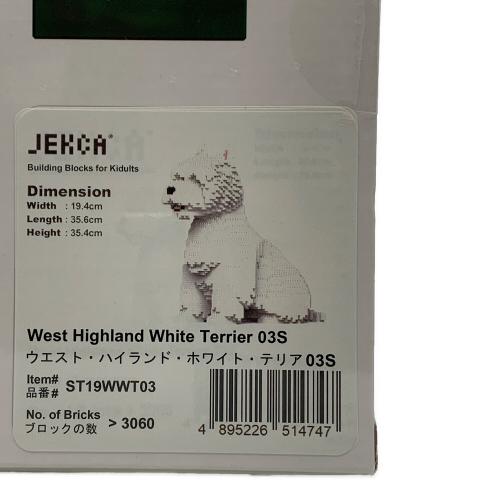 JEKCA®
Building Blocks for Kidults
Dimension
Width : 19.4cm
Length : 35.6cm
Height : 35.4cm
West Highland White Terrier 03S
ウエスト・ハイランド・ホワイト・テリア 03S
Item#
品番# ST19WWT03
No. of Bricks
ブロックの数 > 3060
4 895226 514747